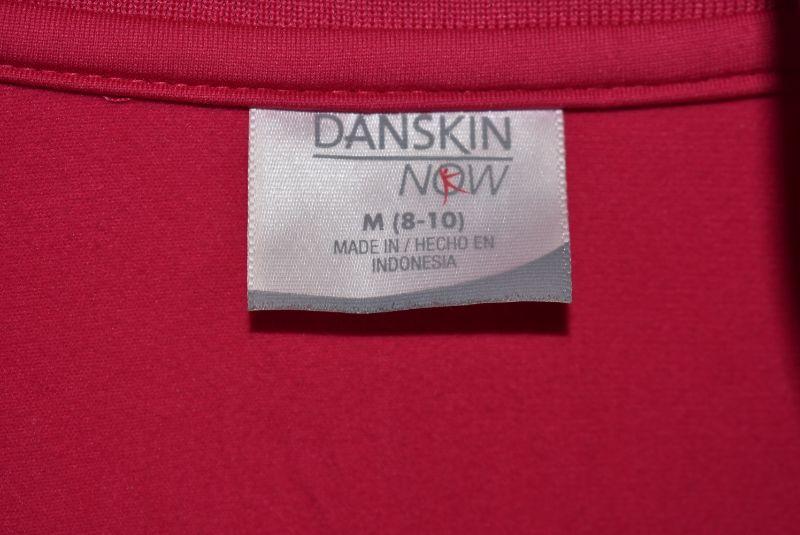 DANSKIN
NOW
M (8-10)
MADE IN / HECHO EN
INDONESIA